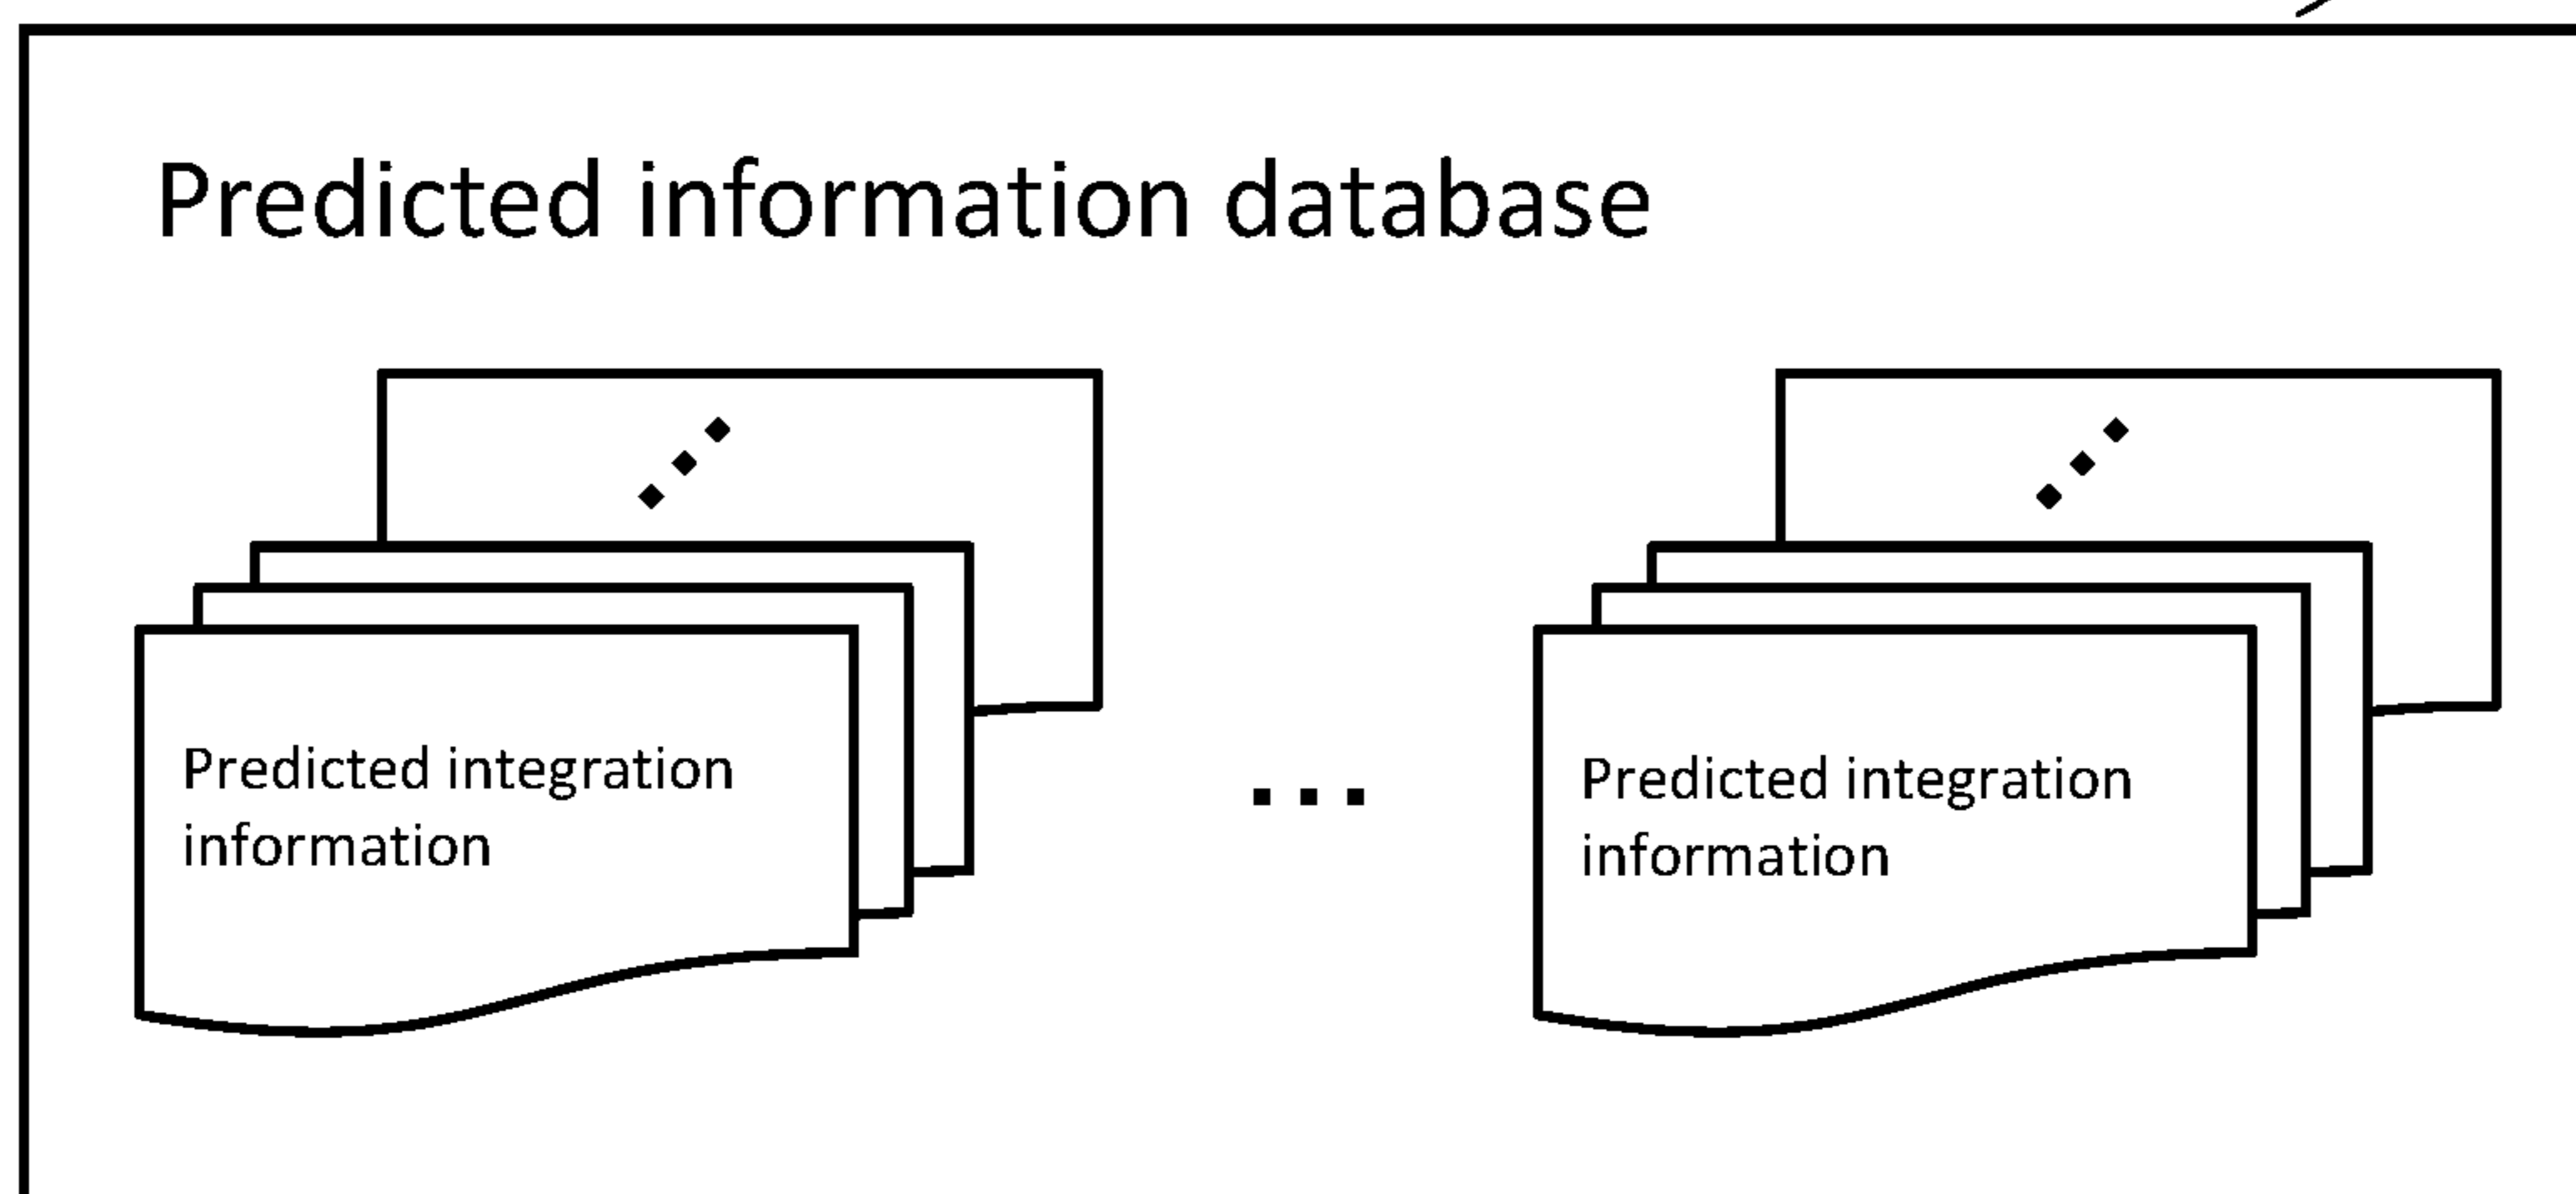 Predicted information database
Predicted integration
information
...
Predicted integration
information